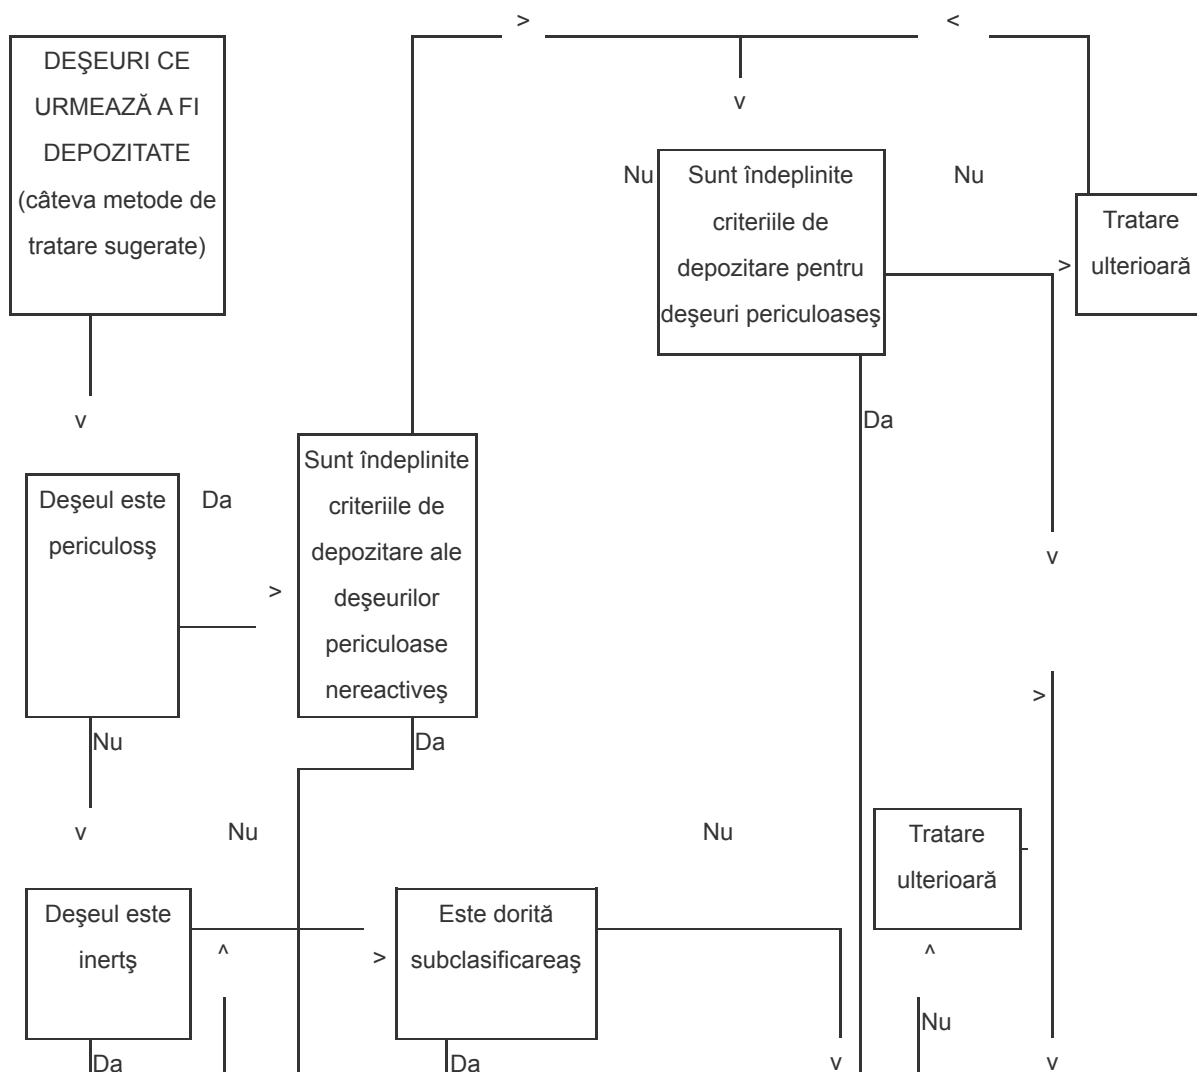 > <
DEŞEURI CE
URMEAZĂ A FI
DEPOZITATE
(câteva metode de
tratare sugerate)
v
Nu
Sunt îndeplinite
criteriile de
depozitare pentru
deşeuri periculoaseş
Nu
>
Tratare
ulterioară
v
Da
Deşeul este
periculosş
Da
>
Sunt îndeplinite
criteriile de
depozitare ale
deşeurilor
periculoase
nereactiveş
v
>
Nu
Da
v
Nu
Nu
Tratare
ulterioară
Deşeul este
inertş
^
>
Este dorită
subclasificareaş
^
Nu
Da
Da
v
v